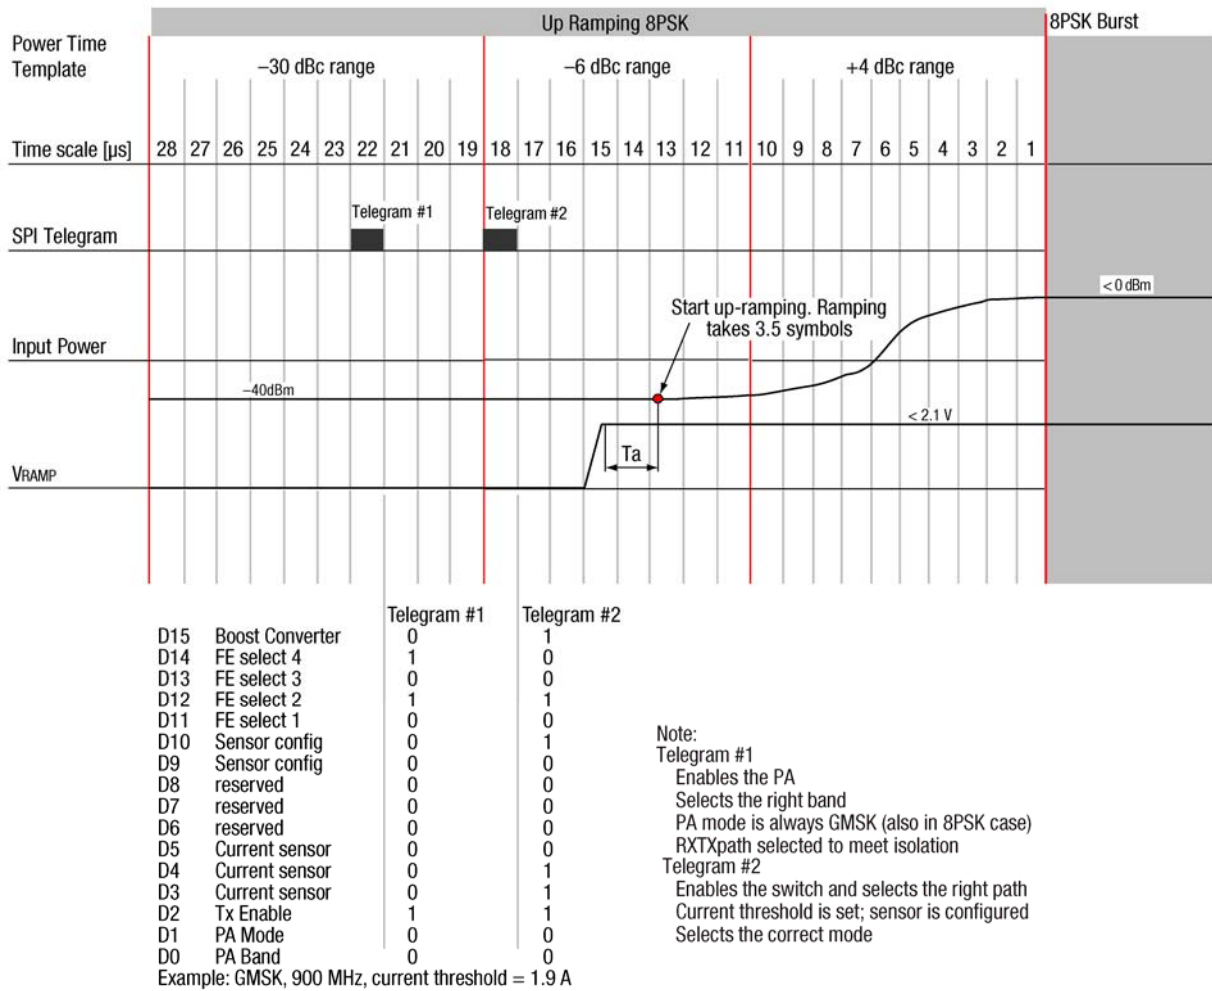 Up Ramping 8PSK
8PSK Burst
Power Time
Template
–30 dBc range
–6 dBc range
+4 dBc range
Time scale [µs] 28 27 26 25 24 23 22 21 20 19 18 17 16 15 14 13 12 11 10 9 8 7 6 5 4 3 2 1
Telegram #1
Telegram #2
SPI Telegram
< 0 dBm
Start up-ramping. Ramping
takes 3.5 symbols
Input Power
–40dBm
< 2.1 V
Ta
VRAMP
Telegram #1 Telegram #2
D15 Boost Converter 0 1
D14 FE select 4 1 0
D13 FE select 3 0 0
D12 FE select 2 1 1
D11 FE select 1 0 0
D10 Sensor config 0 1
D9 Sensor config 0 0
D8 reserved 0 0
D7 reserved 0 0
D6 reserved 0 0
D5 Current sensor 0 0
D4 Current sensor 0 1
D3 Current sensor 0 1
D2 Tx Enable 1 1
D1 PA Mode 0 0
D0 PA Band 0 0
Example: GMSK, 900 MHz, current threshold = 1.9 A
Note:
Telegram #1
Enables the PA
Selects the right band
PA mode is always GMSK (also in 8PSK case)
RXTXpath selected to meet isolation
Telegram #2
Enables the switch and selects the right path
Current threshold is set; sensor is configured
Selects the correct mode